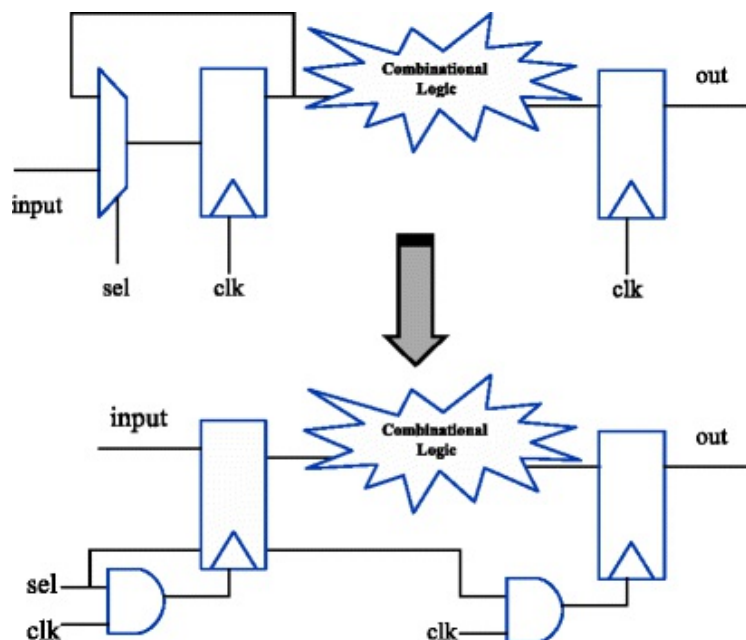 Combinational
Logic
out
input
sel
clk
clk
input
Combinational
Logic
out
sel
clk
clk